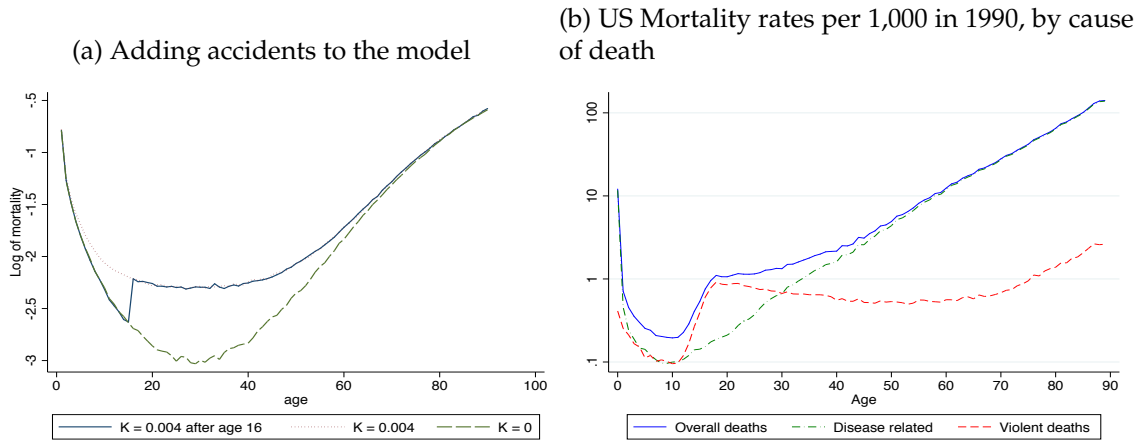 (a) Adding accidents to the model
-.5
-1
-1.5
-2
-2.5
-3
Log of mortality
0 20 40 60 80 100
age
K = 0.004 after age 16 K = 0.004 K = 0
(b) US Mortality rates per 1,000 in 1990, by cause
of death
100
10
1
.1
0 10 20 30 40 50 60 70 80 90
Age
Overall deaths Disease related Violent deaths